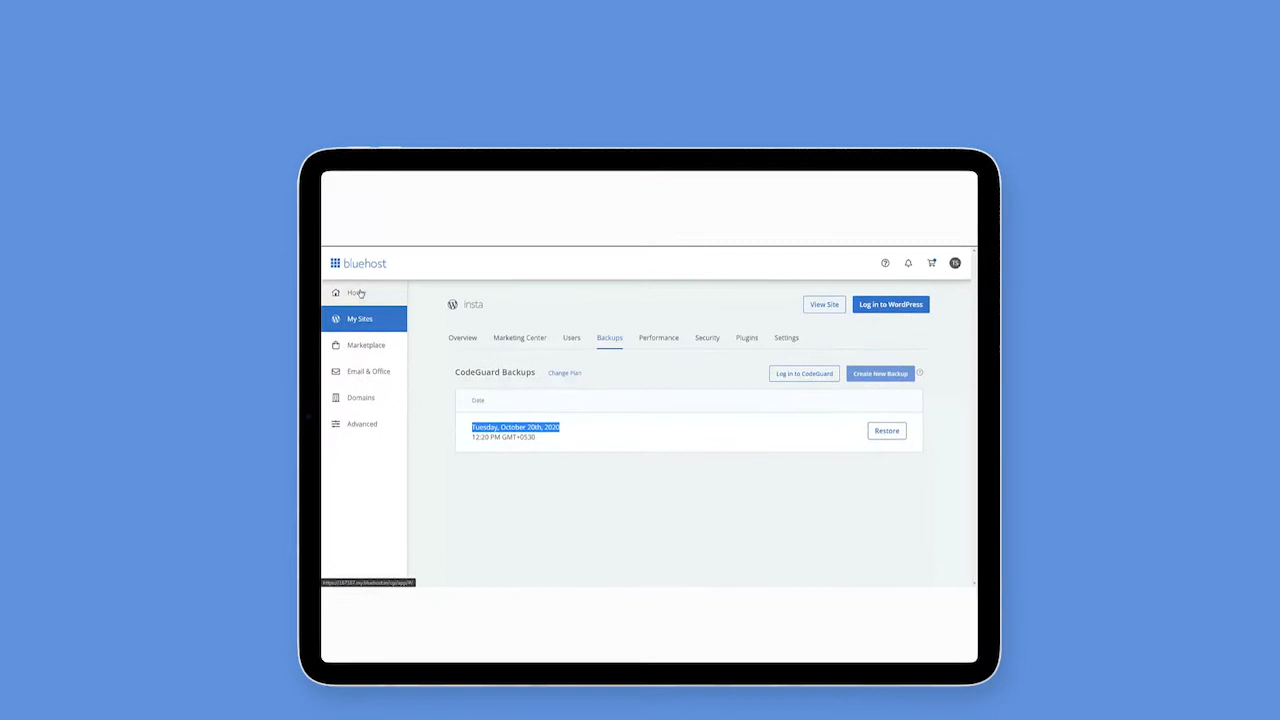 bluehost
TS
Home
My Sites
Marketplace
Email & Office
Domains
Advanced
insta
View Site
Log in to WordPress
Overview
Marketing Center
Users
Backups
Performance
Security
Plugins
Settings
CodeGuard Backups
Change Plan
Log in to CodeGuard
Create New Backup
Date
Tuesday, October 20th, 2020
12:20 PM GMT+0530
Restore